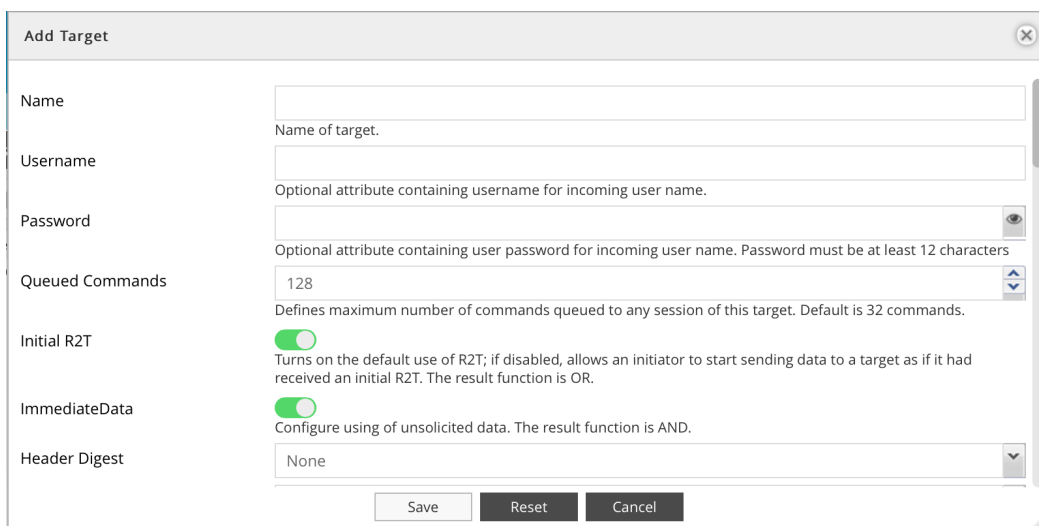 Add Target
Name
Name of target.
Username
Optional attribute containing username for incoming user name.
Password
Optional attribute containing user password for incoming user name. Password must be at least 12 characters
Queued Commands
128
Defines maximum number of commands queued to any session of this target. Default is 32 commands.
Initial R2T
Turns on the default use of R2T; if disabled, allows an initiator to start sending data to a target as if it had
received an initial R2T. The result function is OR.
ImmediateData
Configure using of unsolicited data. The result function is AND.
Header Digest
None
Save
Reset
Cancel